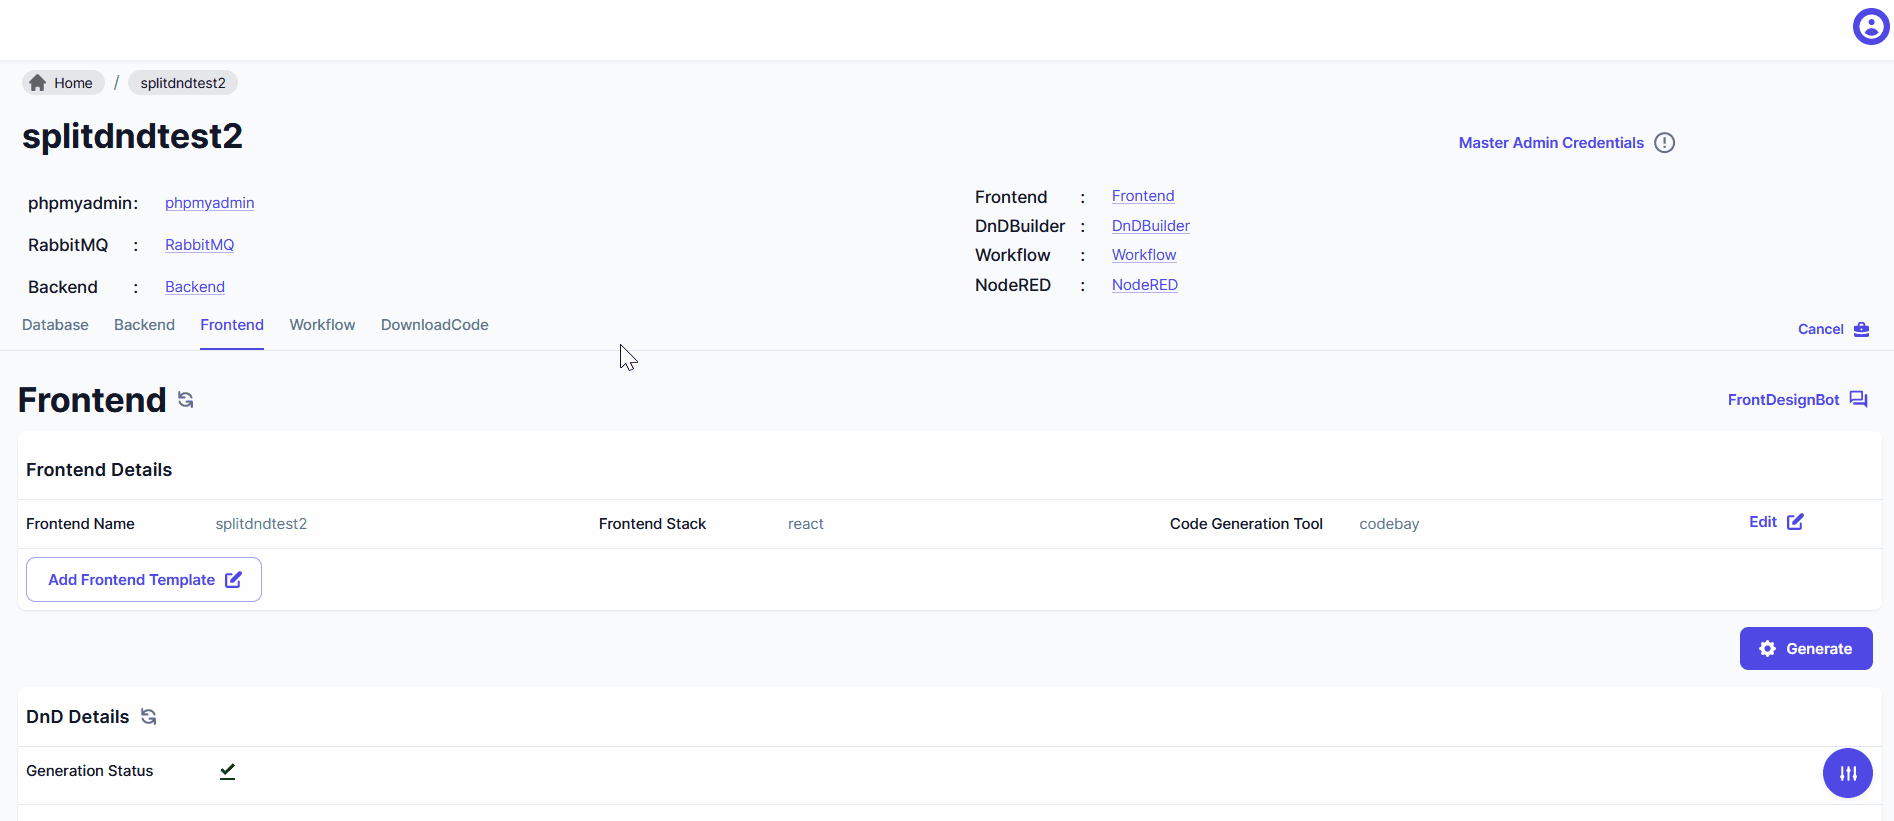 Home / splitdndtest2
splitdndtest2
Master Admin Credentials
phpmyadmin: phpmyadmin
RabbitMQ : RabbitMQ
Backend : Backend
Frontend : Frontend
DnDBuilder : DnDBuilder
Workflow : Workflow
NodeRED : NodeRED
Database Backend Frontend Workflow DownloadCode
Cancel
Frontend
FrontDesignBot
Frontend Details
Frontend Name splitdndtest2 Frontend Stack react Code Generation Tool codebay Edit
Add Frontend Template
Generate
DnD Details
Generation Status